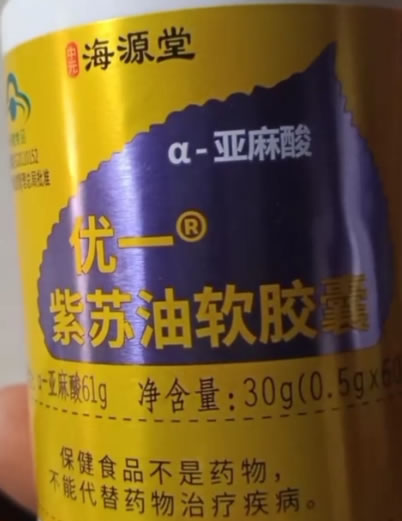 海源堂
α-亚麻酸
优一®
紫苏油软胶囊
α-亚麻酸61g 净含量:30g(0.5g×60
保健食品不是药物,
不能代替药物治疗疾病。